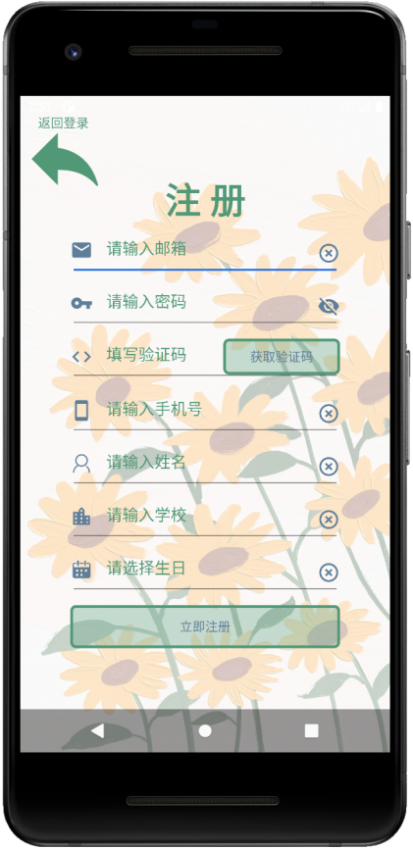 返回登录
注册
请输入邮箱
请输入密码
填写验证码 获取验证码
请输入手机号
请输入姓名
请输入学校
请选择生日
立即注册